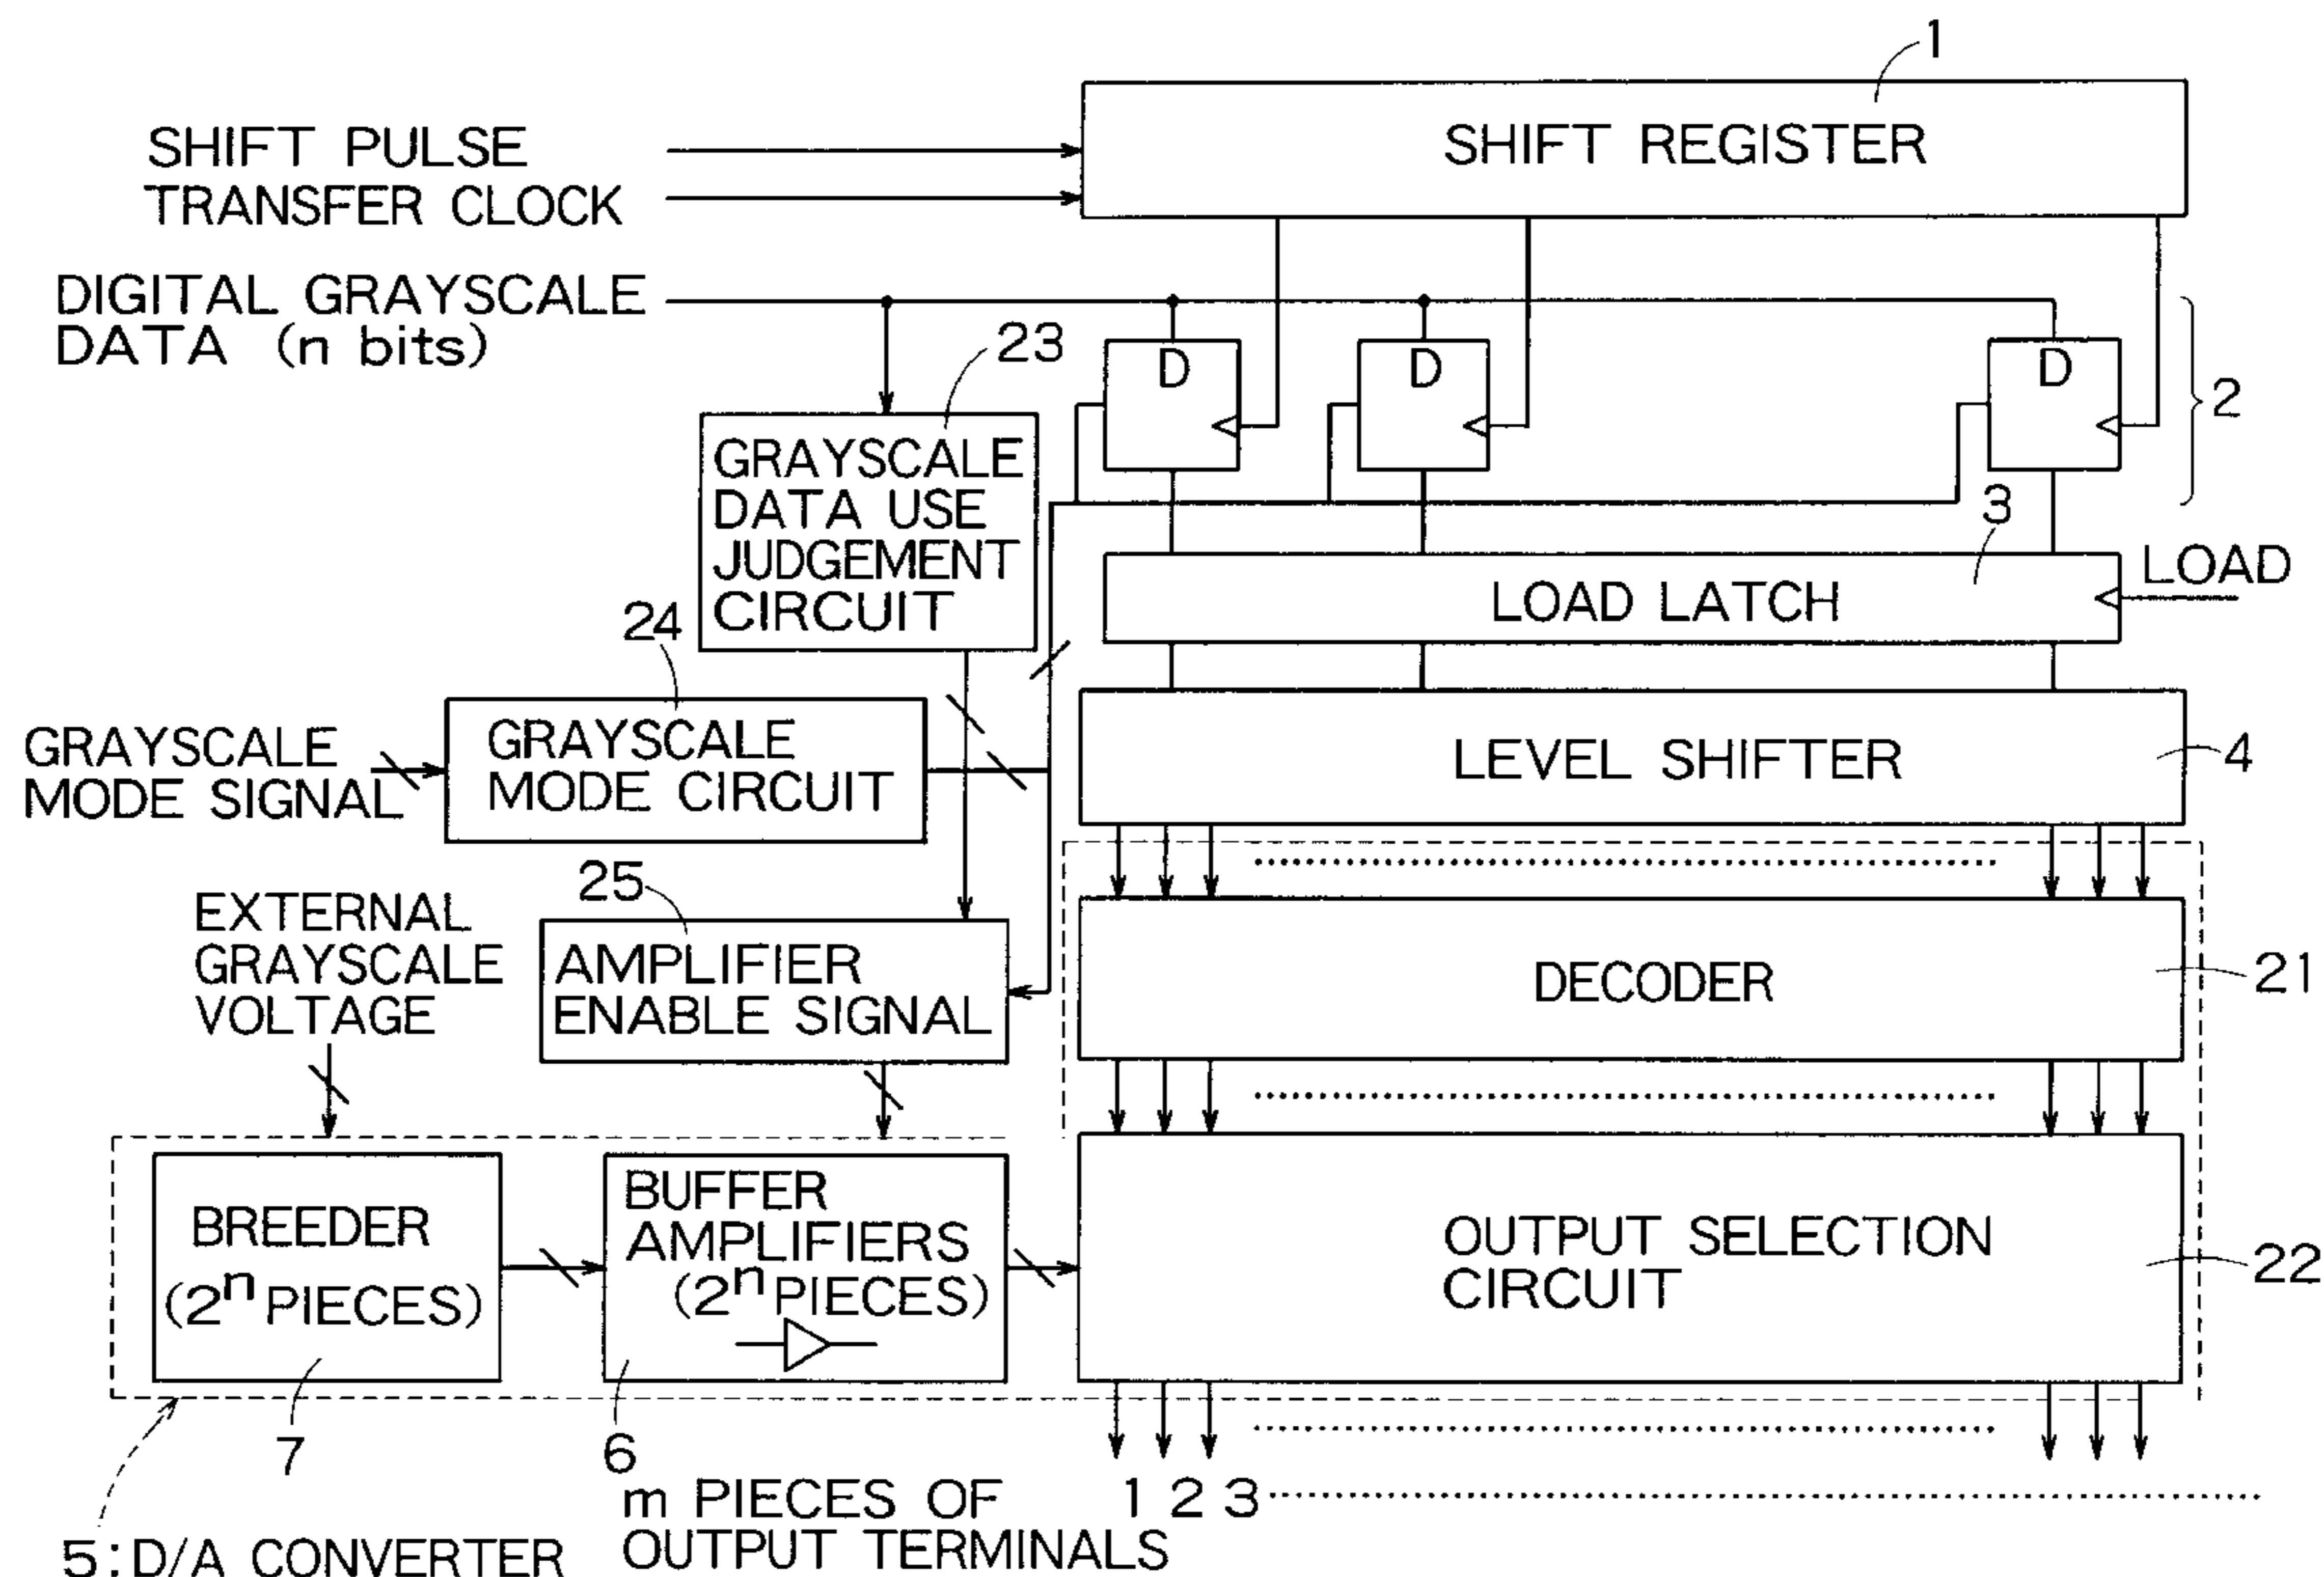 1
SHIFT REGISTER
SHIFT PULSE
TRANSFER CLOCK
DIGITAL GRAYSCALE
DATA (n bits)
23
D
D
D
2
GRAYSCALE
DATA USE
JUDGEMENT
CIRCUIT
3
LOAD
LOAD LATCH
24
GRAYSCALE
MODE SIGNAL
GRAYSCALE
MODE CIRCUIT
LEVEL SHIFTER
4
25
EXTERNAL
GRAYSCALE
VOLTAGE
AMPLIFIER
ENABLE SIGNAL
DECODER
21
BREEDER
(2ⁿ PIECES)
BUFFER
AMPLIFIERS
(2ⁿ PIECES)
OUTPUT SELECTION
CIRCUIT
22
7
6
m PIECES OF
OUTPUT TERMINALS
1 2 3
5;D/A CONVERTER